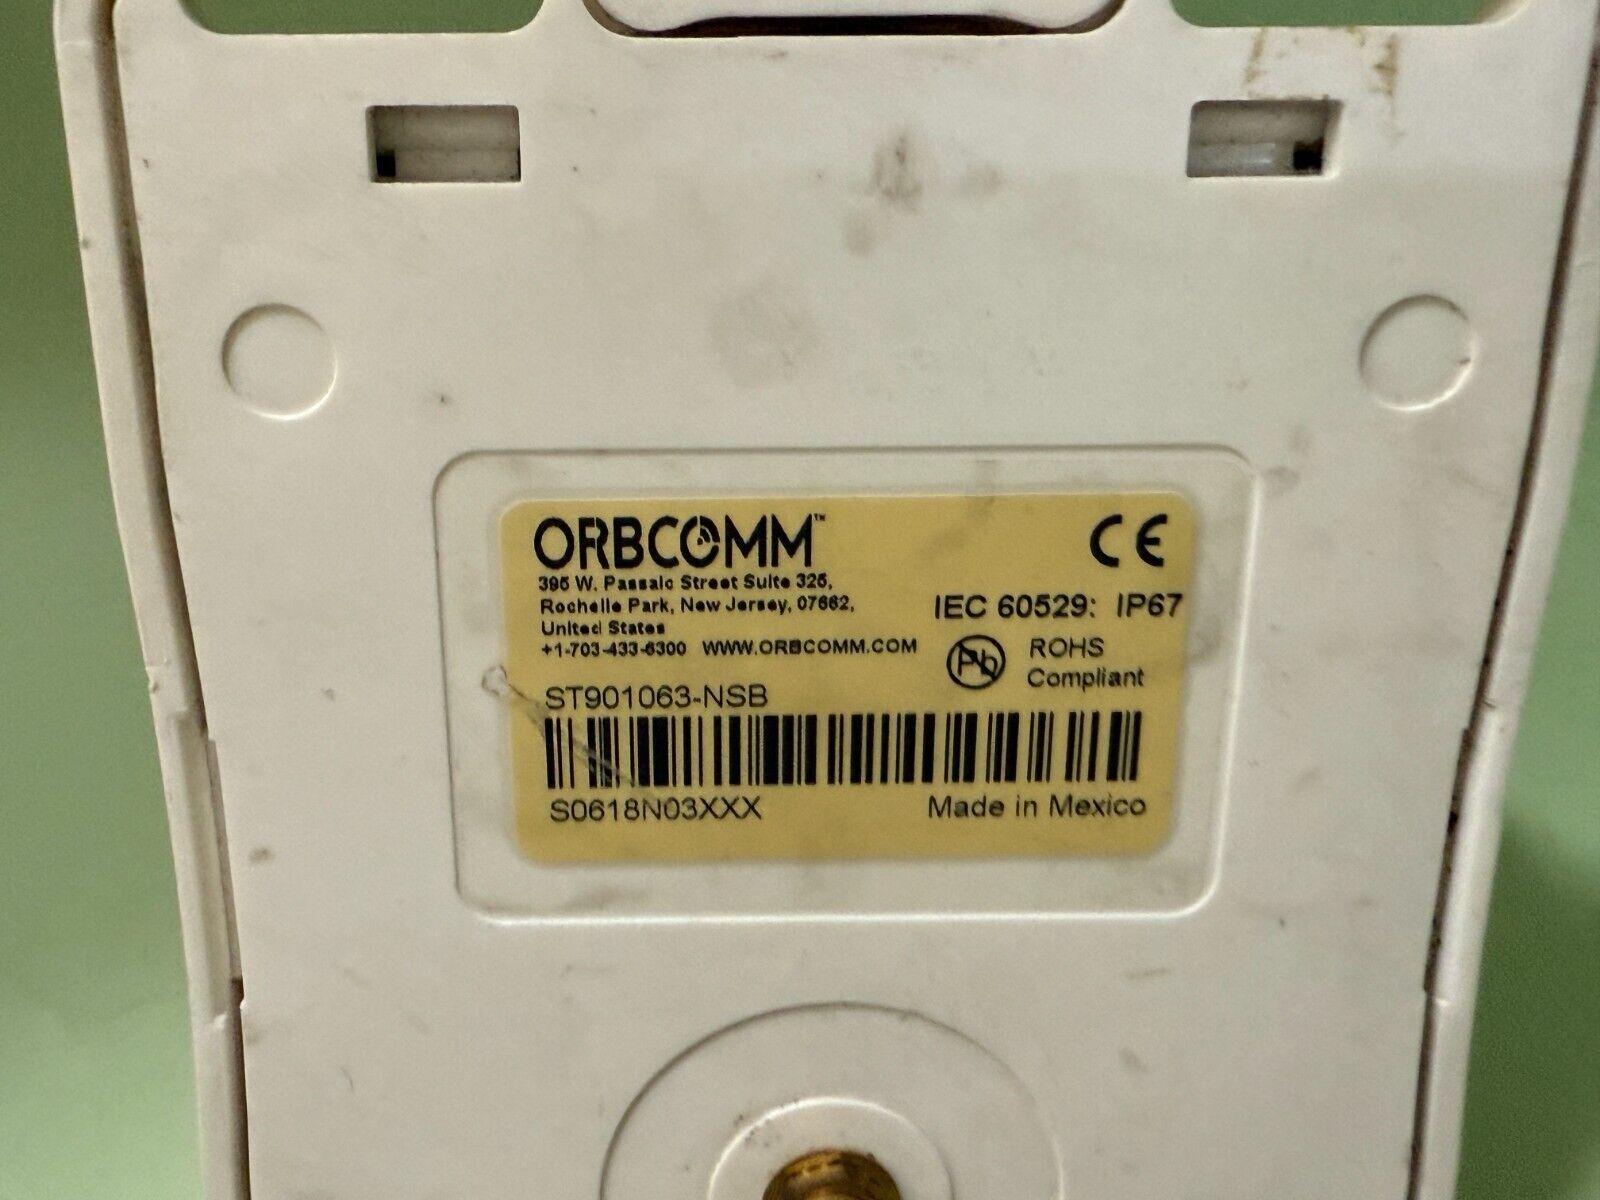 ORBCOMM™
CE
395 W. Passaic Street Suite 325,
Rochelle Park, New Jersey, 07662,
United States
+1-703-433-6300 WWW.ORBCOMM.COM
IEC 60529: IP67
Pb
ROHS
Compliant
ST901063-NSB
S0618N03XXX
Made in Mexico